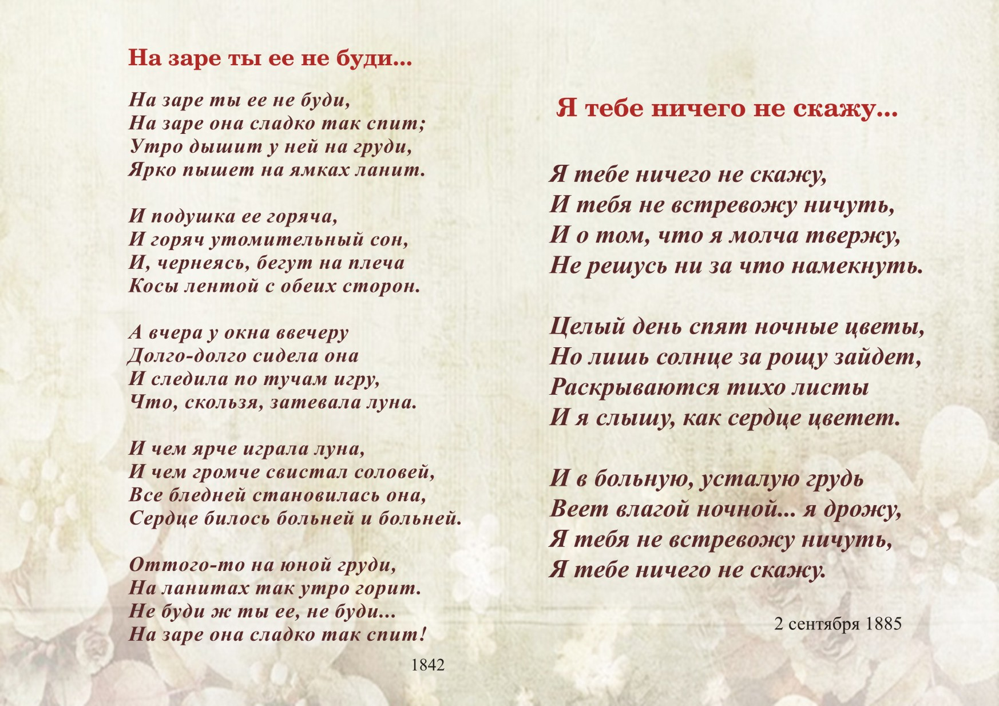 На заре ты ее не буди...
На заре ты ее не буди,
На заре она сладко так спит;
Утро дышит у ней на груди,
Ярко пышет на ямках ланит.
И подушка ее горяча,
И горяч утомительный сон,
И, чернеясь, бегут на плеча
Косы лентой с обеих сторон.
А вчера у окна ввечеру
Долго-долго сидела она
И следила по тучам игру,
Что, скользя, затевала луна.
И чем ярче играла луна,
И чем громче свистал соловей,
Все бледней становилась она,
Сердце билось больней и больней.
Оттого-то на юной груди,
На ланитах так утро горит.
Не буди ж ты ее, не буди...
На заре она сладко так спит!
1842
Я тебе ничего не скажу...
Я тебе ничего не скажу,
И тебя не встревожу ничуть,
И о том, что я молча твержу,
Не решусь ни за что намекнуть.
Целый день спят ночные цветы,
Но лишь солнце за рощу зайдет,
Раскрываются тихо листы
И я слышу, как сердце цветет.
И в больную, усталую грудь
Веет влагой ночной... я дрожу,
Я тебя не встревожу ничуть,
Я тебе ничего не скажу.
2 сентября 1885